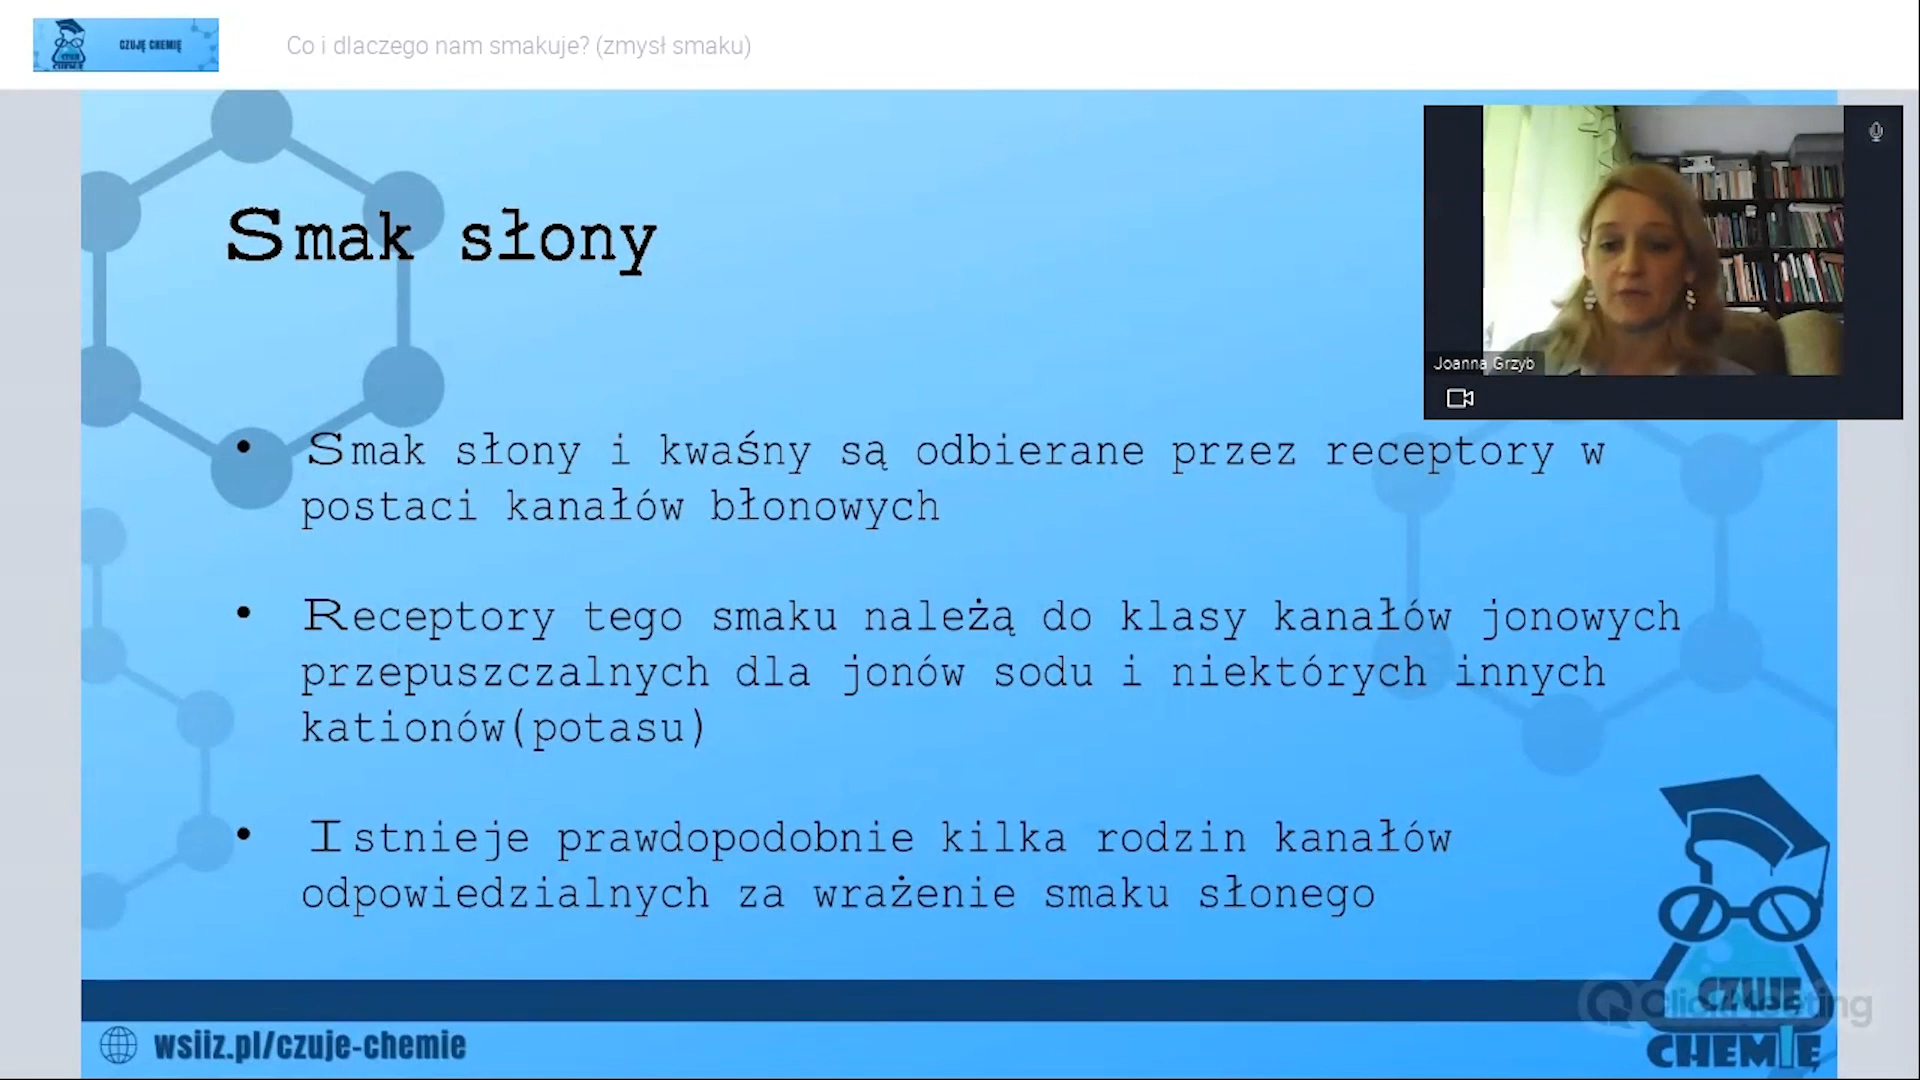 CZUJĘ CHEMIĘ
Co i dlaczego nam smakuje? (zmysł smaku)
Smak słony
Joanna Grzyb
• Smak słony i kwaśny są odbierane przez receptory w
postaci kanałów błonowych
• Receptory tego smaku należą do klasy kanałów jonowych
przepuszczalnych dla jonów sodu i niektórych innych
kationów(potasu)
• Istnieje prawdopodobnie kilka rodzin kanałów
odpowiedzialnych za wrażenie smaku słonego
CZUJĘ
CHEMIĘ
ClickMeeting
wsiiz.pl/czuje-chemie